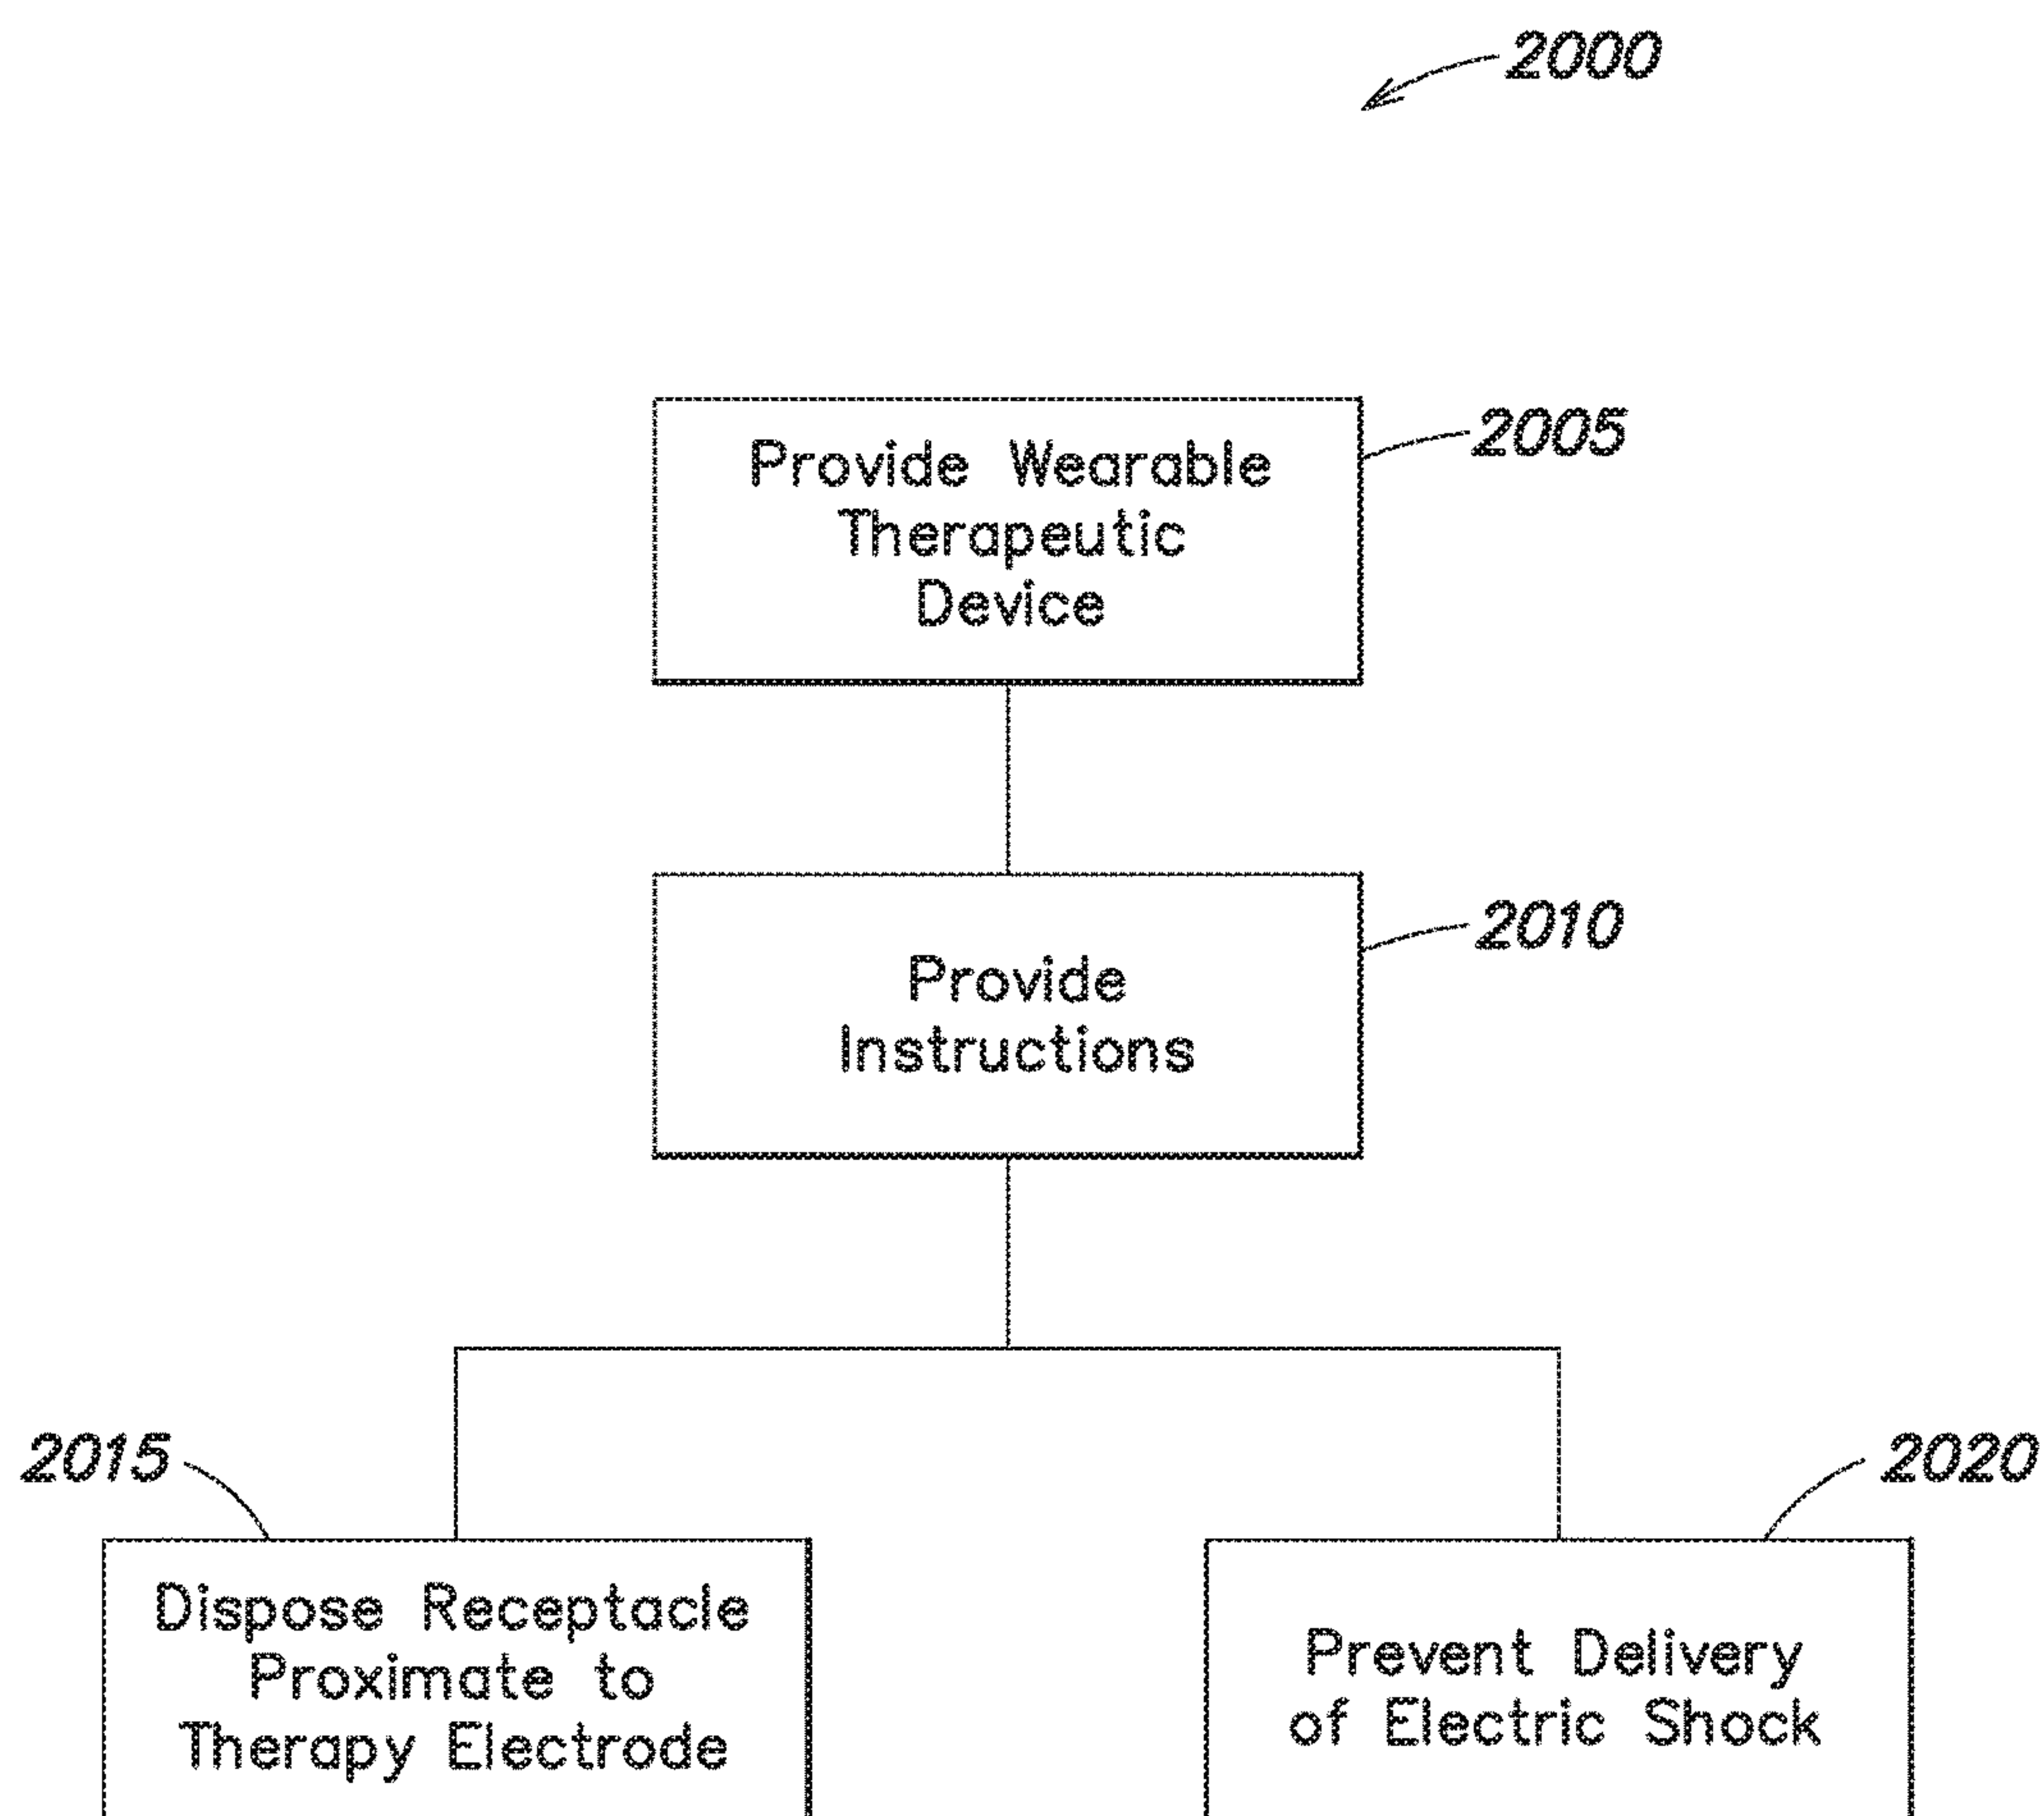 2000
Provide Wearable
Therapeutic
Device
2005
Provide
Instructions
2010
2015
2020
Dispose Receptacle
Proximate to
Therapy Electrode
Prevent Delivery
of Electric Shock